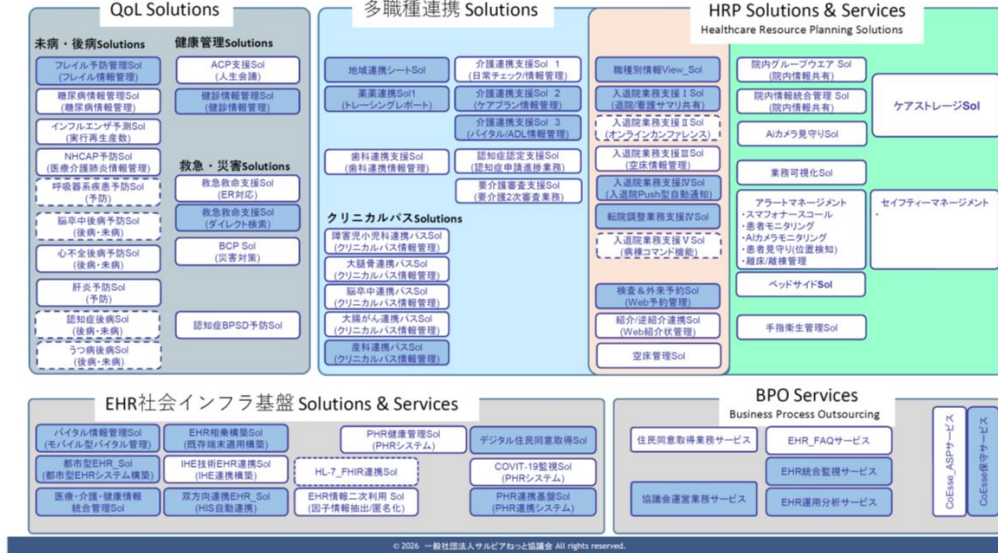 QoL Solutions
未病・後病Solutions
フレイル予防管理Sol
(フレイル情報管理)
糖尿病情報管理Sol
(糖尿病情報管理)
インフルエンザ予測Sol
(実行再生産数)
NHCAP予防Sol
(医療介護肺炎情報管理)
呼吸器系疾患予防Sol
(予防)
脳卒中後病予防Sol
(後病・未病)
心不全後病予防Sol
(後病・未病)
肝炎予防Sol
(予防)
認知症後病Sol
(後病・未病)
うつ病後病Sol
(後病・未病)
健康管理Solutions
ACP支援Sol
(人生会議)
健診情報管理Sol
(健診情報管理)
救急・災害Solutions
救急救命支援Sol
(ER対応)
救急救命支援Sol
(ダイレクト検索)
BCP Sol
(災害対策)
認知症BPSD予防Sol
多職種連携 Solutions
地域連携シートSol
薬薬連携Sol1
(トレーシングレポート)
歯科連携支援Sol
(歯科連携情報管理)
介護連携支援Sol 1
(日常チェック/情報管理)
介護連携支援Sol 2
(ケアプラン情報管理)
介護連携支援Sol 3
(バイタル/ADL情報管理)
認知症認定支援Sol
(認知症申請進捗業務)
要介護審査支援Sol
(要介護2次審査業務)
クリニカルパスSolutions
障害児小児科連携パスSol
(クリニカルパス情報管理)
大腿骨連携パスSol
(クリニカルパス情報管理)
脳卒中連携パスSol
(クリニカルパス情報管理)
大腸がん連携パスSol
(クリニカルパス情報管理)
産科連携パスSol
(クリニカルパス情報管理)
HRP Solutions & Services
Healthcare Resource Planning Solutions
職種別情報View_Sol
入退院業務支援ⅠSol
(退院/看護サマリ共有)
入退院業務支援ⅡSol
(オンラインカンファレンス)
入退院業務支援ⅢSol
(空床情報管理)
入退院業務支援ⅣSol
(入退院Push型自動通知)
転院調整業務支援ⅣSol
入退院業務支援ⅤSol
(病棟コマンド機能)
検査&外来予約Sol
(Web予約管理)
紹介/逆紹介連携Sol
(Web紹介状管理)
空床管理Sol
院内グループウエア Sol
(院内情報共有)
院内情報統合管理 Sol
(院内情報共有)
Aiカメラ見守りSol
業務可視化Sol
アラートマネージメント
・スマフォナースコール
・患者モニタリング
・AIカメラモニタリング
・患者見守り(位置検知)
・離床/離棟管理
ベッドサイドSol
手指衛生管理Sol
ケアストレージSol
セイフティーマネージメント
・
EHR社会インフラ基盤 Solutions & Services
バイタル情報管理Sol
(モバイル型バイタル管理)
都市型EHR_Sol
(都市型EHRシステム構築)
医療・介護・健康情報
統合管理Sol
EHR相乗構築Sol
(既存端末適用構築)
IHE技術EHR連携Sol
(IHE連携構築)
双方向連携EHR_Sol
(HIS自動連携)
PHR健康管理Sol
(PHRシステム)
HL-7_FHIR連携Sol
EHR情報二次利用 Sol
(因子情報抽出/匿名化)
デジタル住民同意取得Sol
COVIT-19監視Sol
(PHRシステム)
PHR連携基盤Sol
(PHR連携システム)
BPO Services
Business Process Outsourcing
住民同意取得業務サービス
協議会運営業務サービス
EHR_FAQサービス
EHR統合監視サービス
EHR運用分析サービス
CoEsse_ASPサービス
CoEsse保守サービス
© 2026 一般社団法人サルビアねっと協議会 All rights reserved.